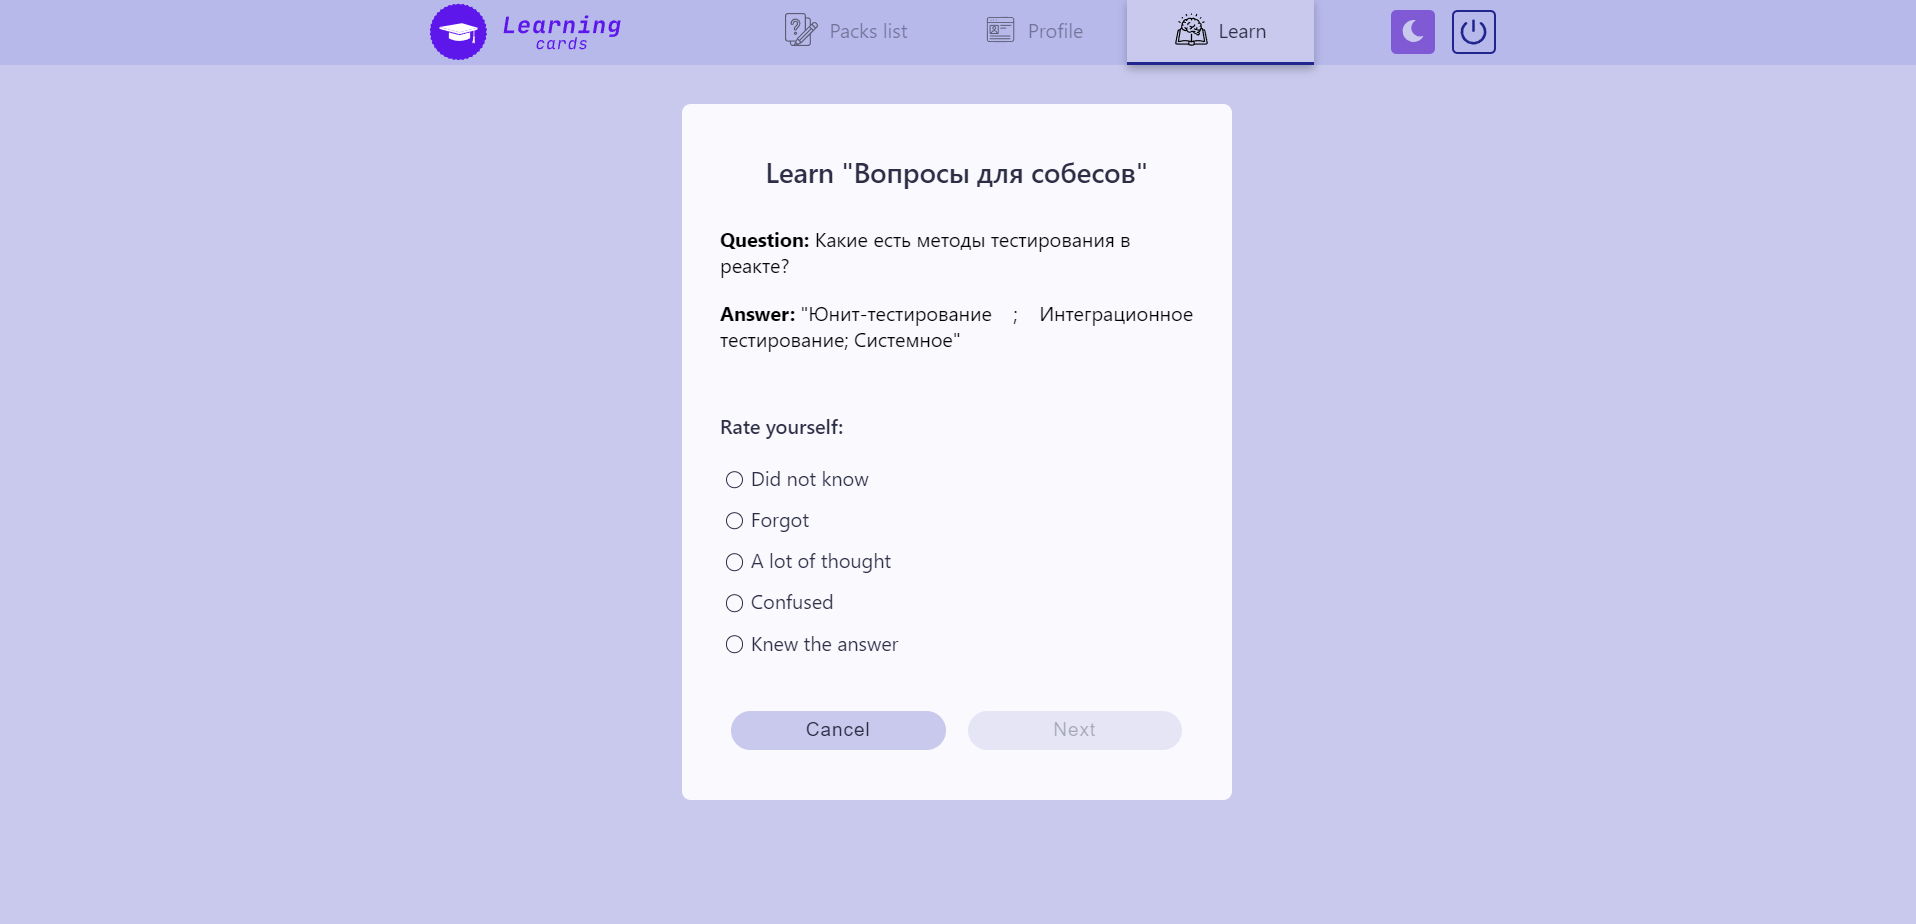 Learning
cards
Packs list
Profile
Learn
Learn "Вопросы для собесов"
Question: Какие есть методы тестирования в
реакте?
Answer: "Юнит-тестирование ; Интеграционное
тестирование; Системное"
Rate yourself:
Did not know
Forgot
A lot of thought
Confused
Knew the answer
Cancel
Next